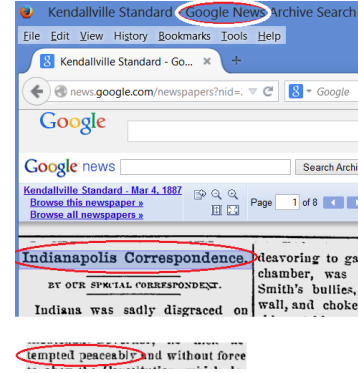 Kendallville Standard - Google News Archive Search
File Edit View History Bookmarks Tools Help
8 Kendallville Standard - Go... × +
news.google.com/newspapers?nid=. 8 Google
Google
Google news Search Archi
Kendallville Standard - Mar 4, 1887
Browse this newspaper »
Browse all newspapers »
Page 1 of 8
Indianapolis Correspondence.
BY OUR SPECIAL CORRESPONDENT.
Indiana was sadly disgraced on
deavoring to ga
chamber, was
Smith's bullies,
wall, and choke
tempted peaceably and without force